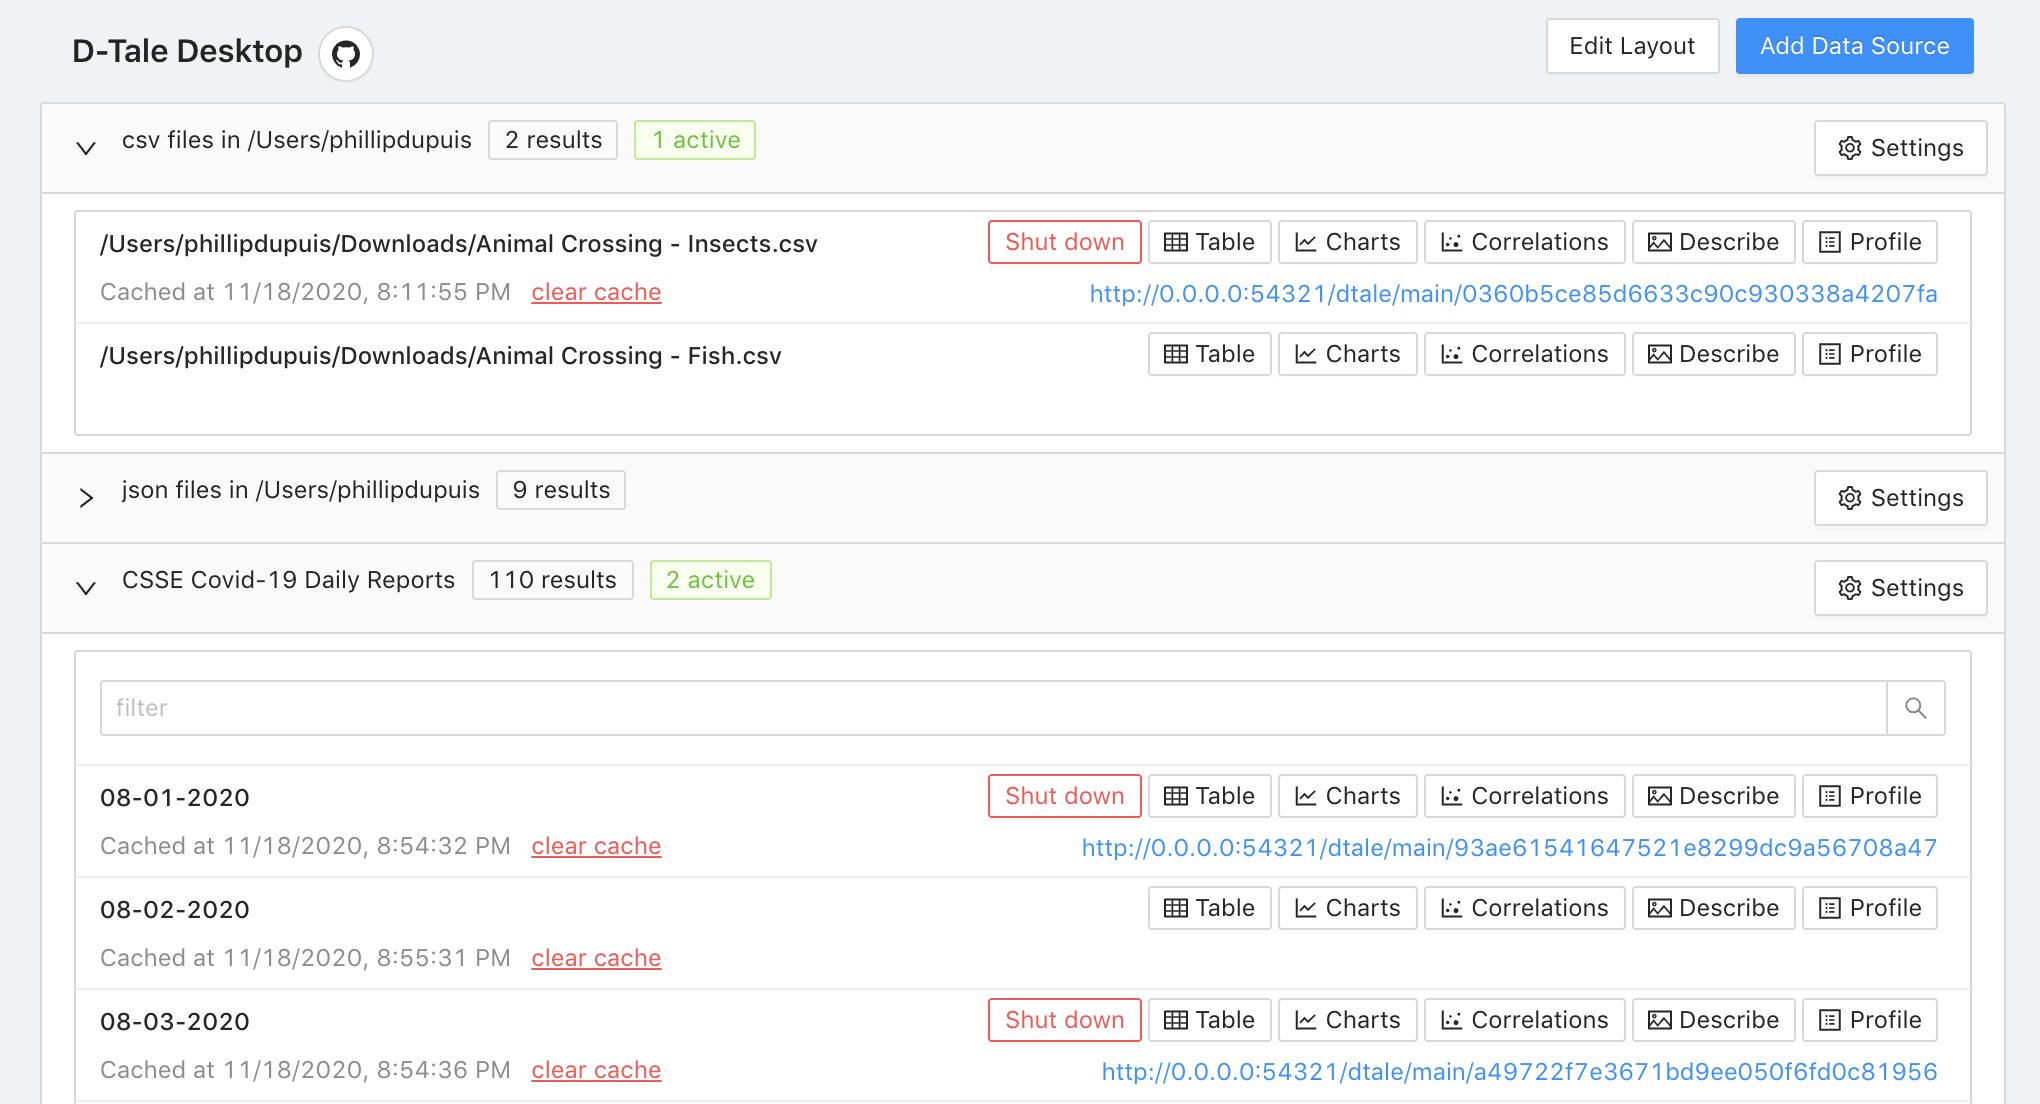 D-Tale Desktop
Edit Layout Add Data Source
csv files in /Users/phillipdupuis 2 results 1 active Settings
/Users/phillipdupuis/Downloads/Animal Crossing - Insects.csv Shut down Table Charts Correlations Describe Profile
Cached at 11/18/2020, 8:11:55 PM clear cache http://0.0.0.0:54321/dtale/main/0360b5ce85d6633c90c930338a4207fa
/Users/phillipdupuis/Downloads/Animal Crossing - Fish.csv Table Charts Correlations Describe Profile
json files in /Users/phillipdupuis 9 results Settings
CSSE Covid-19 Daily Reports 110 results 2 active Settings
filter
08-01-2020 Shut down Table Charts Correlations Describe Profile
Cached at 11/18/2020, 8:54:32 PM clear cache http://0.0.0.0:54321/dtale/main/93ae61541647521e8299dc9a56708a47
08-02-2020 Table Charts Correlations Describe Profile
Cached at 11/18/2020, 8:55:31 PM clear cache
08-03-2020 Shut down Table Charts Correlations Describe Profile
Cached at 11/18/2020, 8:54:36 PM clear cache http://0.0.0.0:54321/dtale/main/a49722f7e3671bd9ee050f6fd0c81956